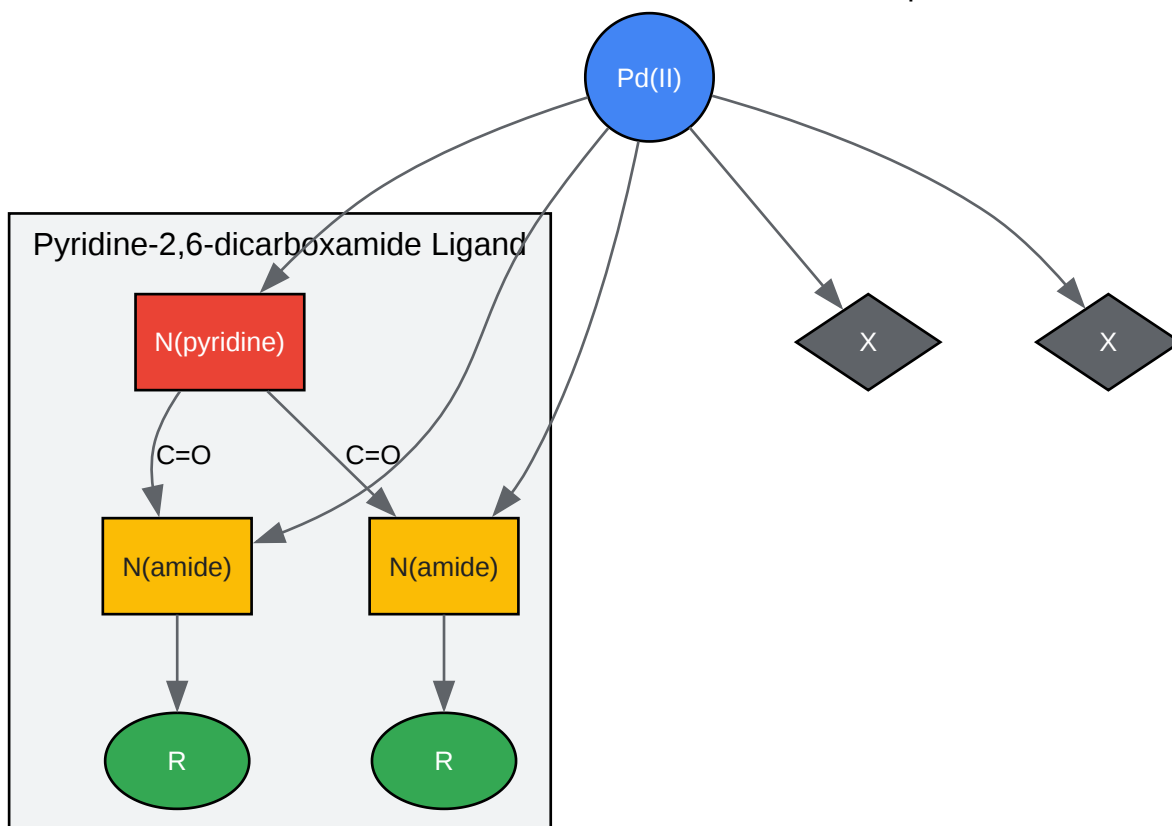 Pd(II)
Pyridine-2,6-dicarboxamide Ligand
N(pyridine)
X
X
C=O
C=O
N(amide)
N(amide)
R
R